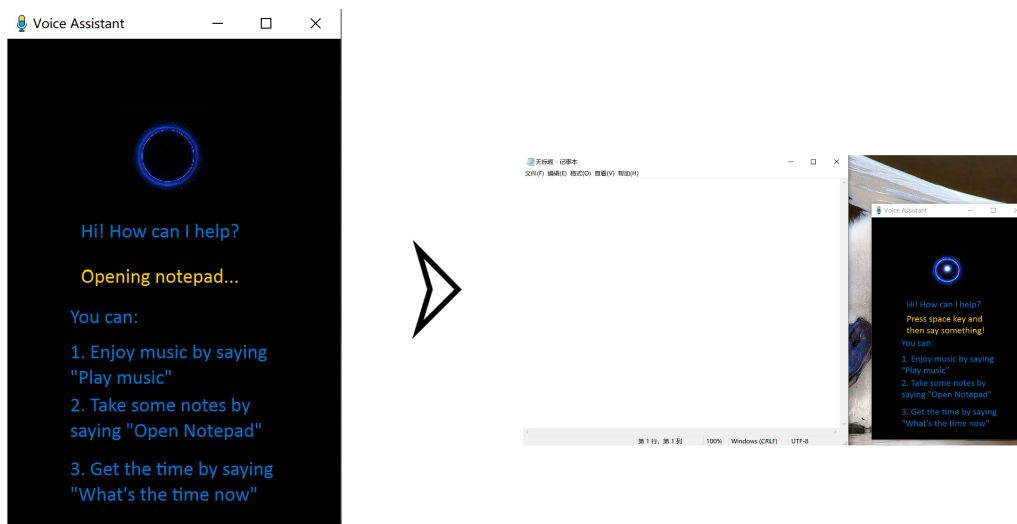 Voice Assistant
Hi! How can I help?
Opening notepad...
You can:
1. Enjoy music by saying
"Play music"
2. Take some notes by
saying "Open Notepad"
3. Get the time by saying
"What's the time now"
无标题 - 记事本
文件(F) 编辑(E) 格式(O) 查看(V) 帮助(H)
第 1 行，第 1 列 100% Windows (CRLF) UTF-8
Voice Assistant
Hi! How can I help?
Press space key and
then say something!
You can:
1. Enjoy music by saying
"Play music"
2. Take some notes by
saying "Open Notepad"
3. Get the time by saying
"What's the time now"